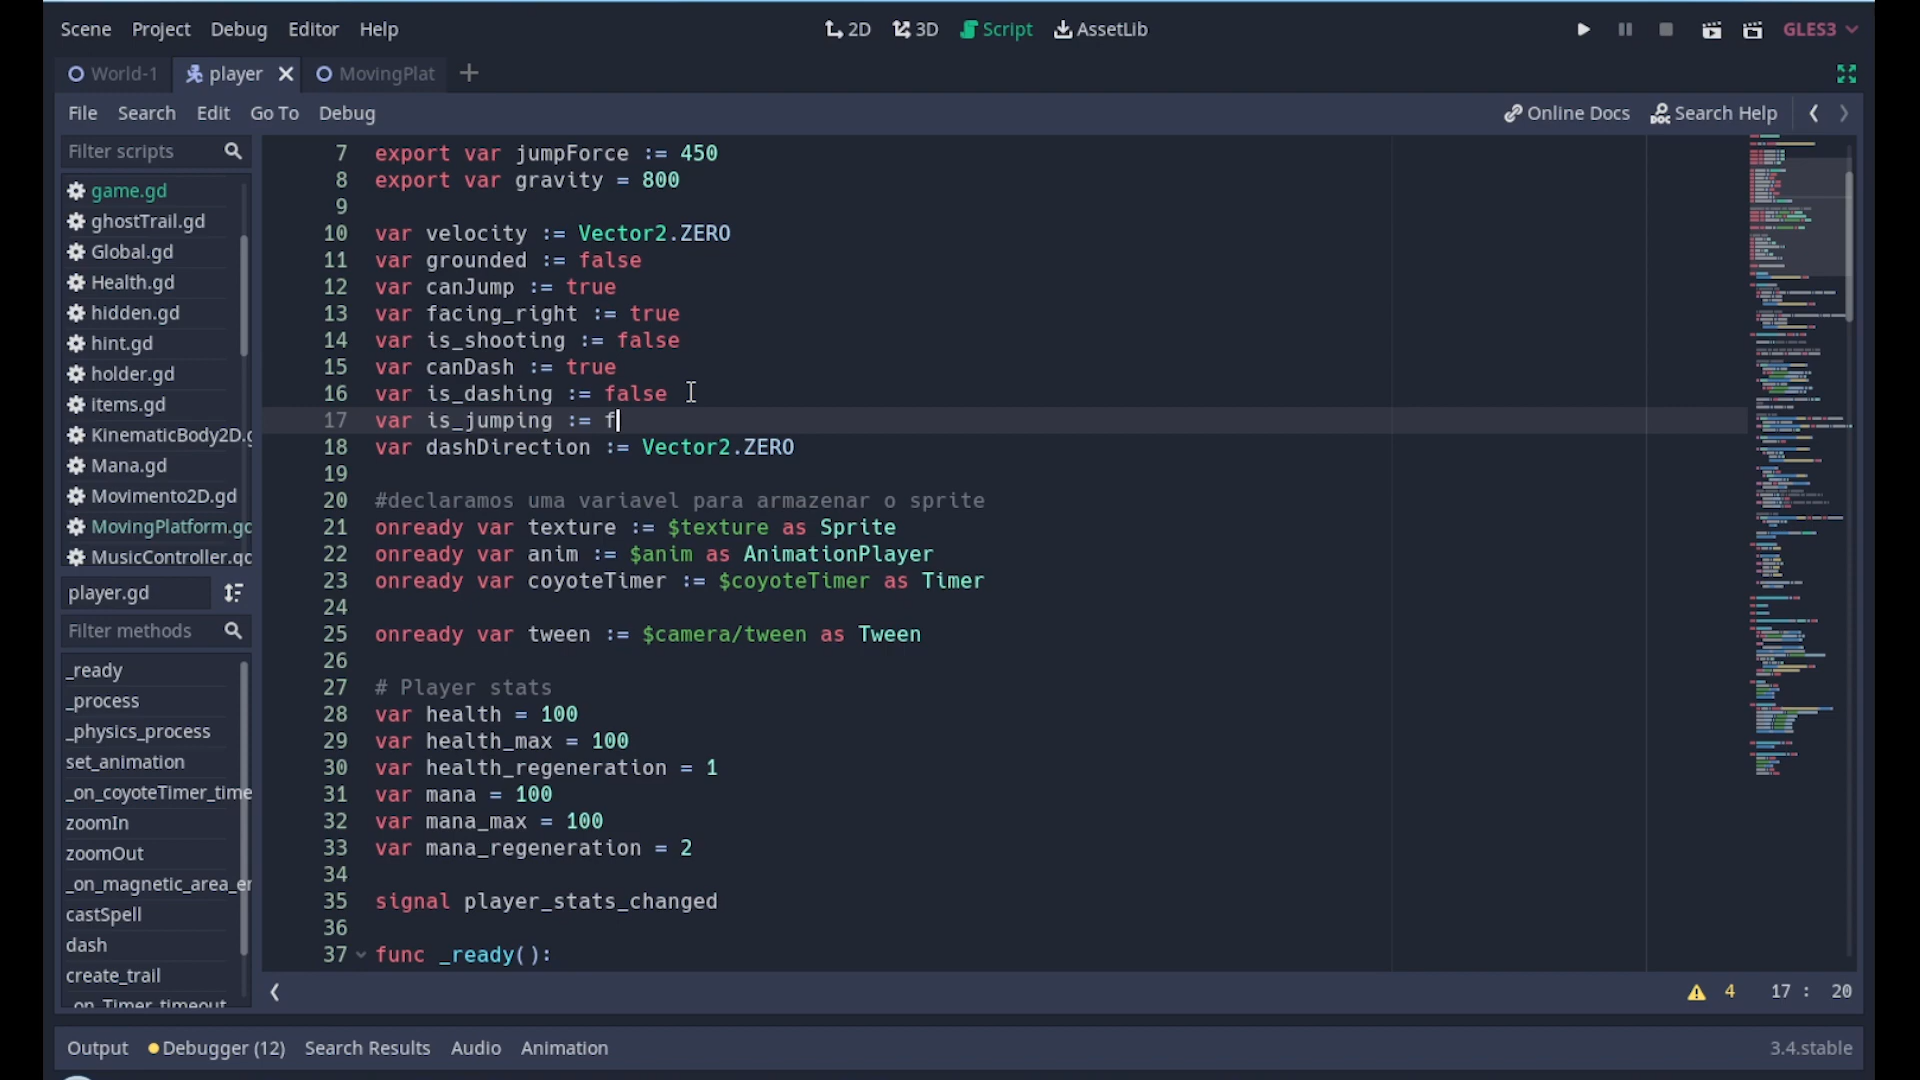 Scene Project Debug Editor Help 2D 3D Script AssetLib GLES3
World-1 player MovingPlat
File Search Edit Go To Debug Online Docs Search Help
Filter scripts
game.gd
ghostTrail.gd
Global.gd
Health.gd
hidden.gd
hint.gd
holder.gd
items.gd
KinematicBody2D.g
Mana.gd
Movimento2D.gd
MovingPlatform.gd
MusicController.gd
player.gd
Filter methods
_ready
_process
_physics_process
set_animation
_on_coyoteTimer_time
zoomIn
zoomOut
_on_magnetic_area_er
castSpell
dash
create_trail
_on_Timer_timeout
7 export var jumpForce := 450
8 export var gravity = 800
9
10 var velocity := Vector2.ZERO
11 var grounded := false
12 var canJump := true
13 var facing_right := true
14 var is_shooting := false
15 var canDash := true
16 var is_dashing := false
17 var is_jumping := f
18 var dashDirection := Vector2.ZERO
19
20 #declaramos uma variavel para armazenar o sprite
21 onready var texture := $texture as Sprite
22 onready var anim := $anim as AnimationPlayer
23 onready var coyoteTimer := $coyoteTimer as Timer
24
25 onready var tween := $camera/tween as Tween
26
27 # Player stats
28 var health = 100
29 var health_max = 100
30 var health_regeneration = 1
31 var mana = 100
32 var mana_max = 100
33 var mana_regeneration = 2
34
35 signal player_stats_changed
36
37 func _ready():
4 17 : 20
Output Debugger (12) Search Results Audio Animation 3.4.stable